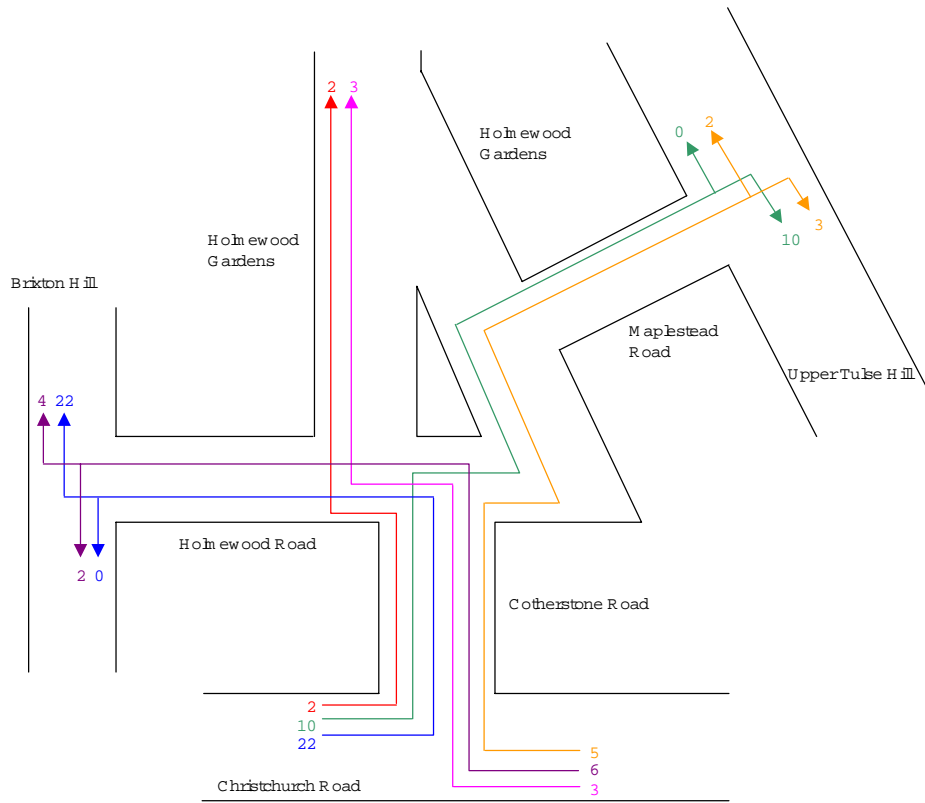 2 3
0 2
Holmewood
Gardens
Holmewood
Gardens
3
10
Brixton Hill
Maplestead
Road
Upper Tulse Hill
4 22
Holmewood Road
2 0
Cotherstone Road
2
10
22
5
6
3
Christchurch Road